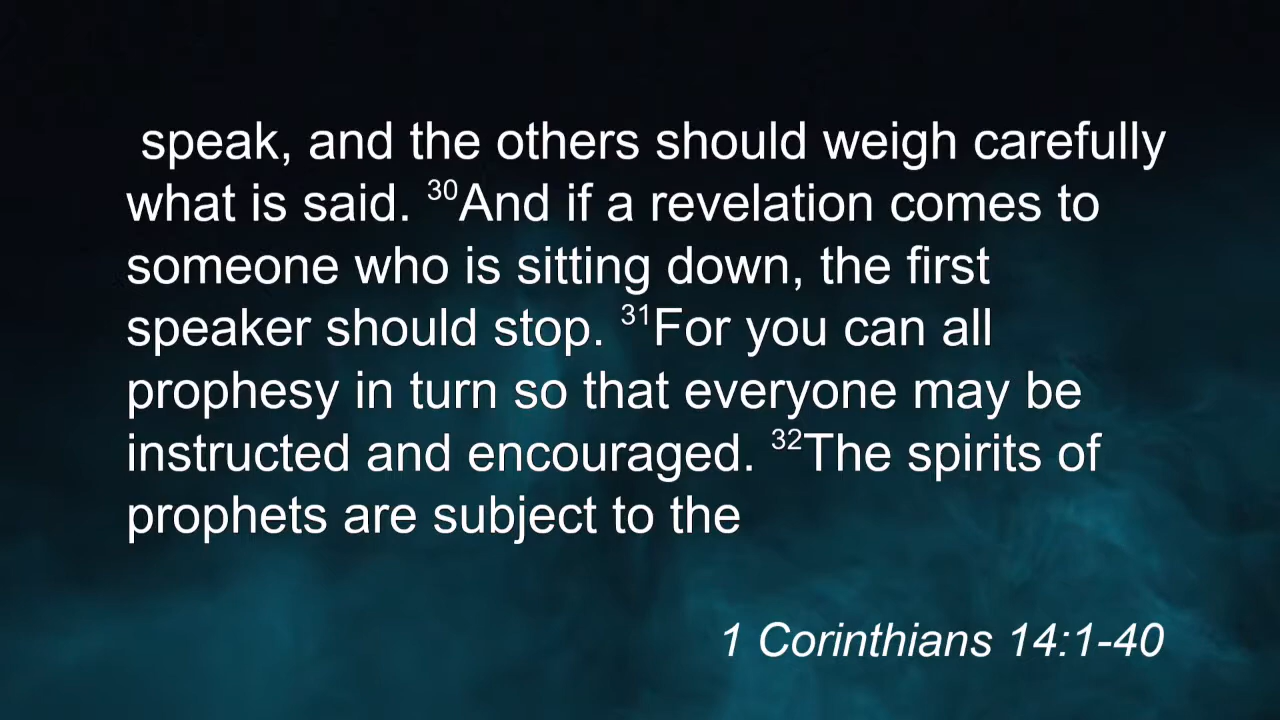 speak, and the others should weigh carefully
what is said. ³⁰And if a revelation comes to
someone who is sitting down, the first
speaker should stop. ³¹For you can all
prophesy in turn so that everyone may be
instructed and encouraged. ³²The spirits of
prophets are subject to the
1 Corinthians 14:1-40